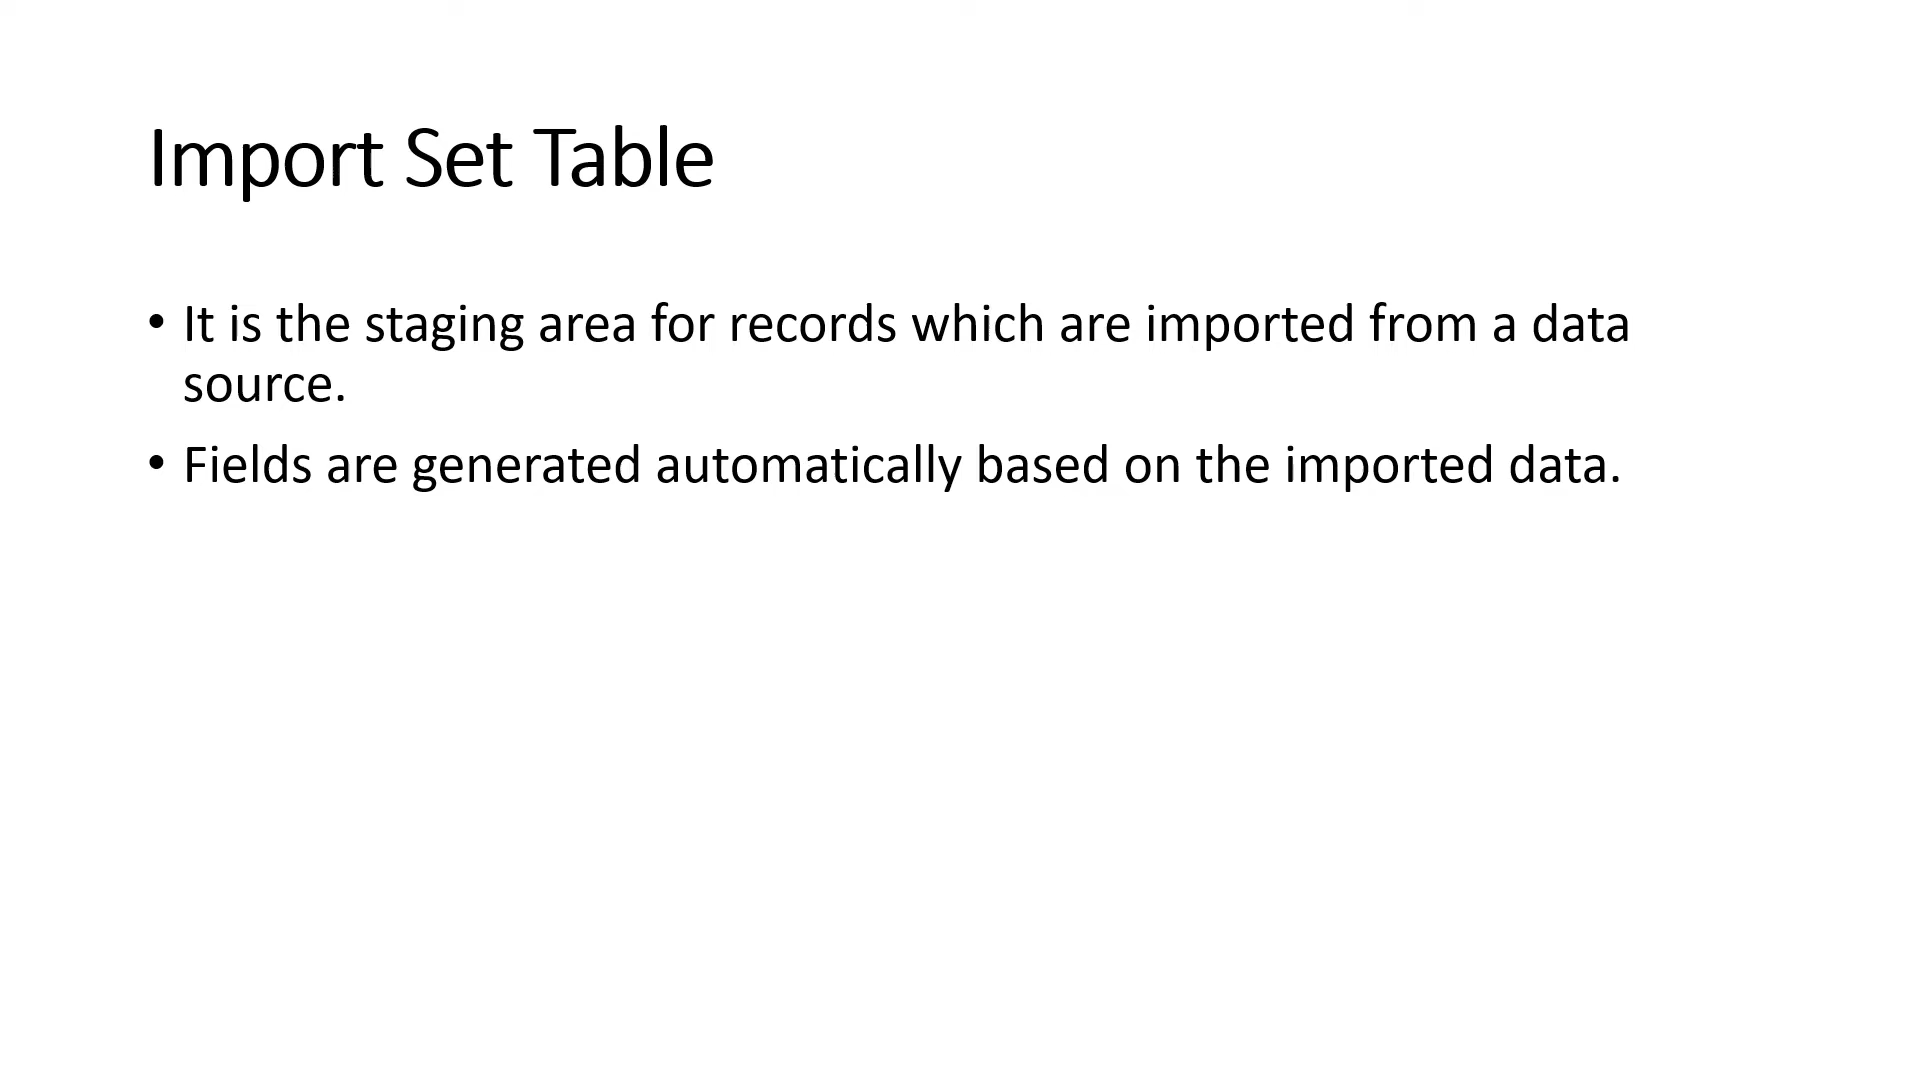 Import Set Table
• It is the staging area for records which are imported from a data
source.
• Fields are generated automatically based on the imported data.